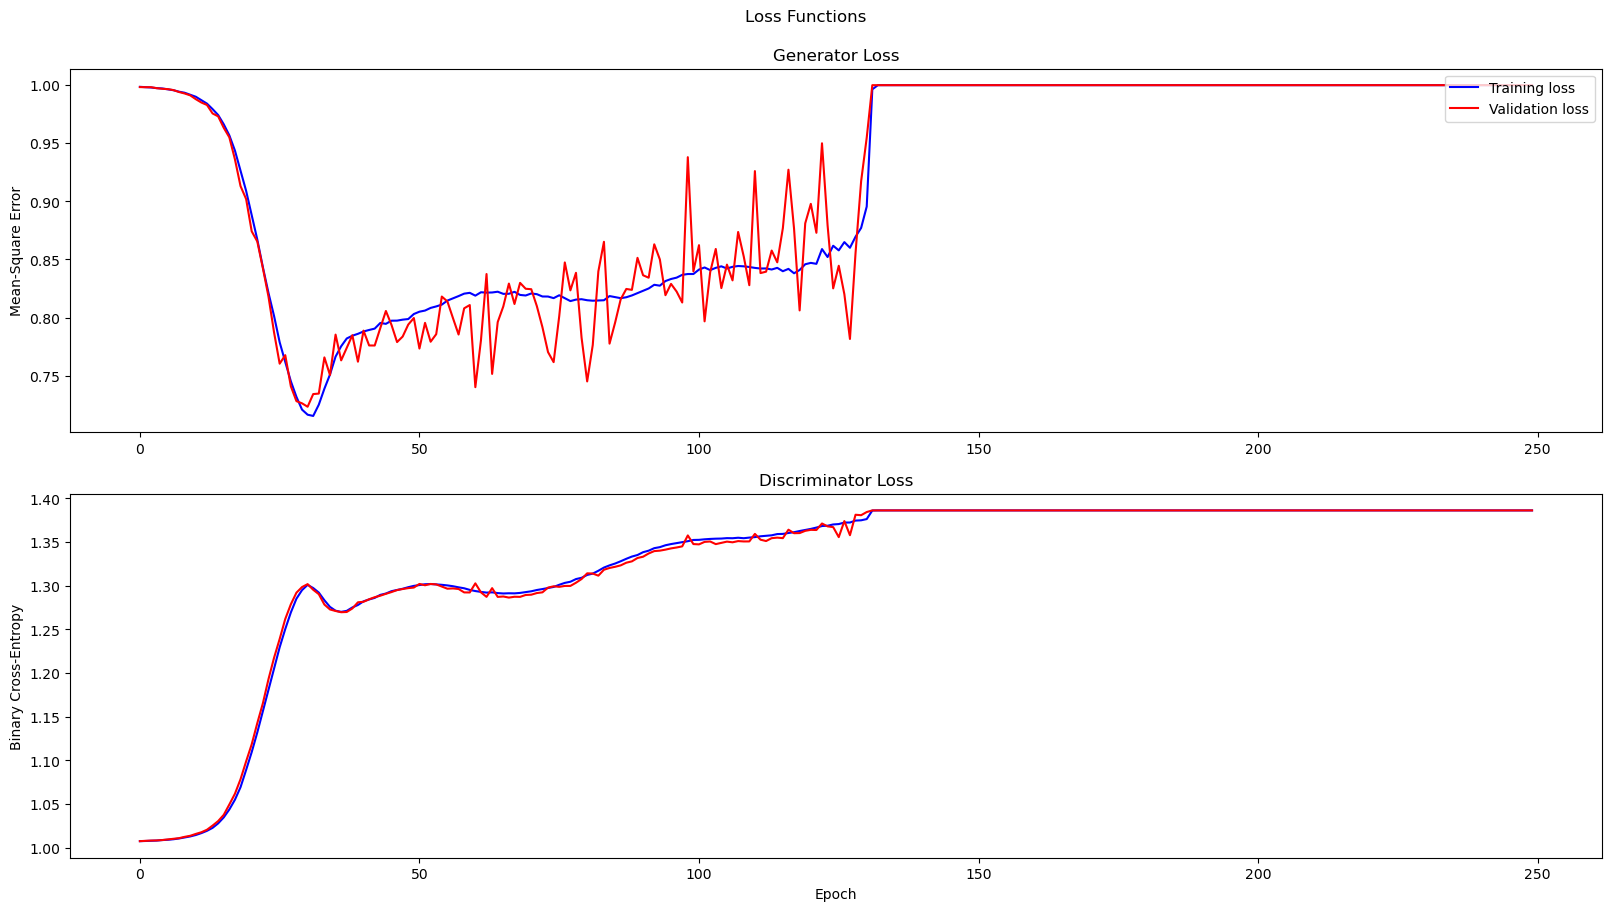 Loss Functions
Generator Loss
Mean-Square Error
1.00
0.95
0.90
0.85
0.80
0.75
Training loss
Validation loss
0 50 100 150 200 250
Discriminator Loss
Binary Cross-Entropy
1.40
1.35
1.30
1.25
1.20
1.15
1.10
1.05
1.00
0 50 100 150 200 250
Epoch